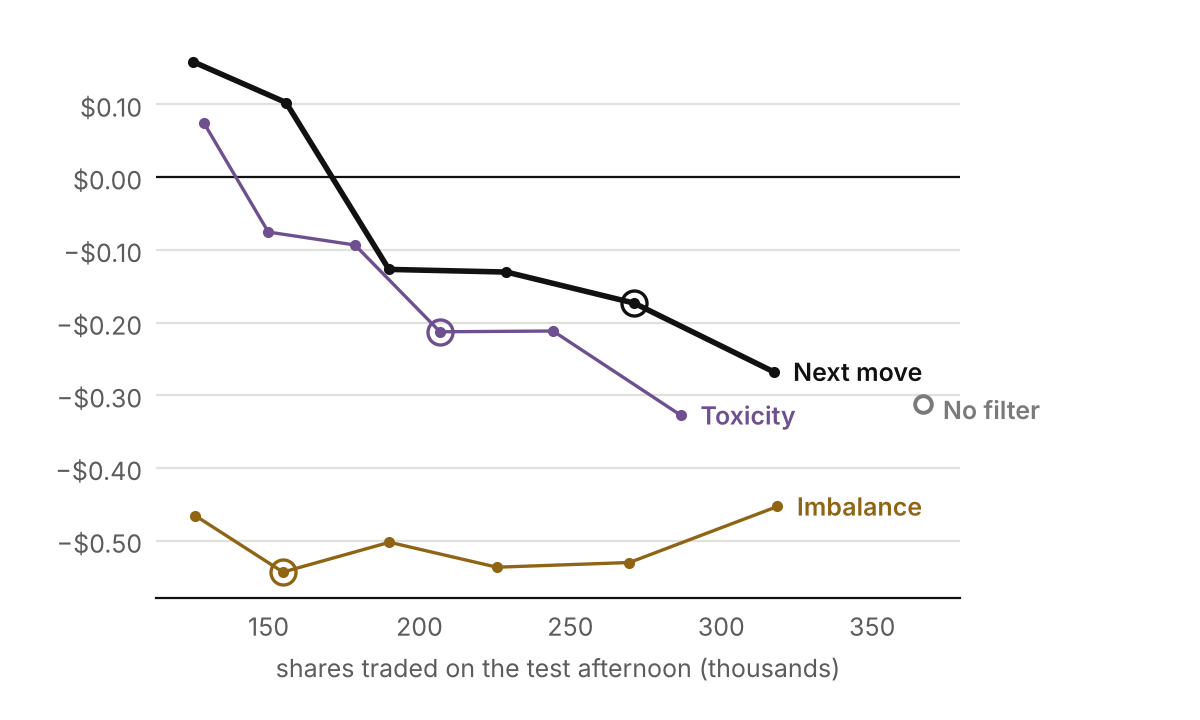 $0.10
$0.00
−$0.10
−$0.20
Next move
−$0.30
No filter
Toxicity
−$0.40
Imbalance
−$0.50
150 200 250 300 350
shares traded on the test afternoon (thousands)